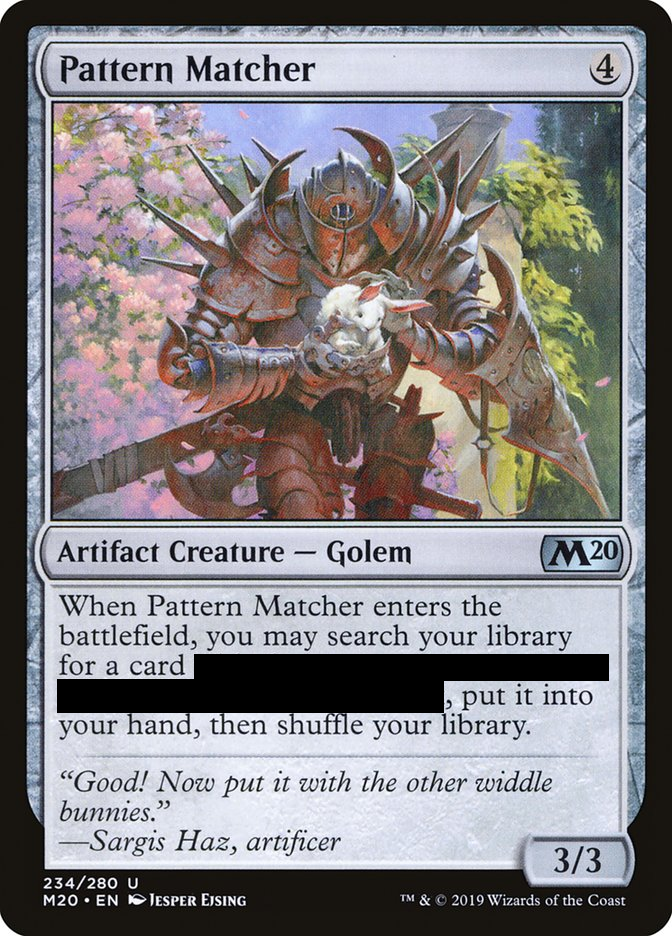 Pattern Matcher 4
Artifact Creature — Golem M20
When Pattern Matcher enters the
battlefield, you may search your library
for a card
, put it into
your hand, then shuffle your library.
“Good! Now put it with the other widdle
bunnies.”
—Sargis Haz, artificer
3/3
234/280 U
M20 • EN Jesper Ejsing ™ & © 2019 Wizards of the Coast